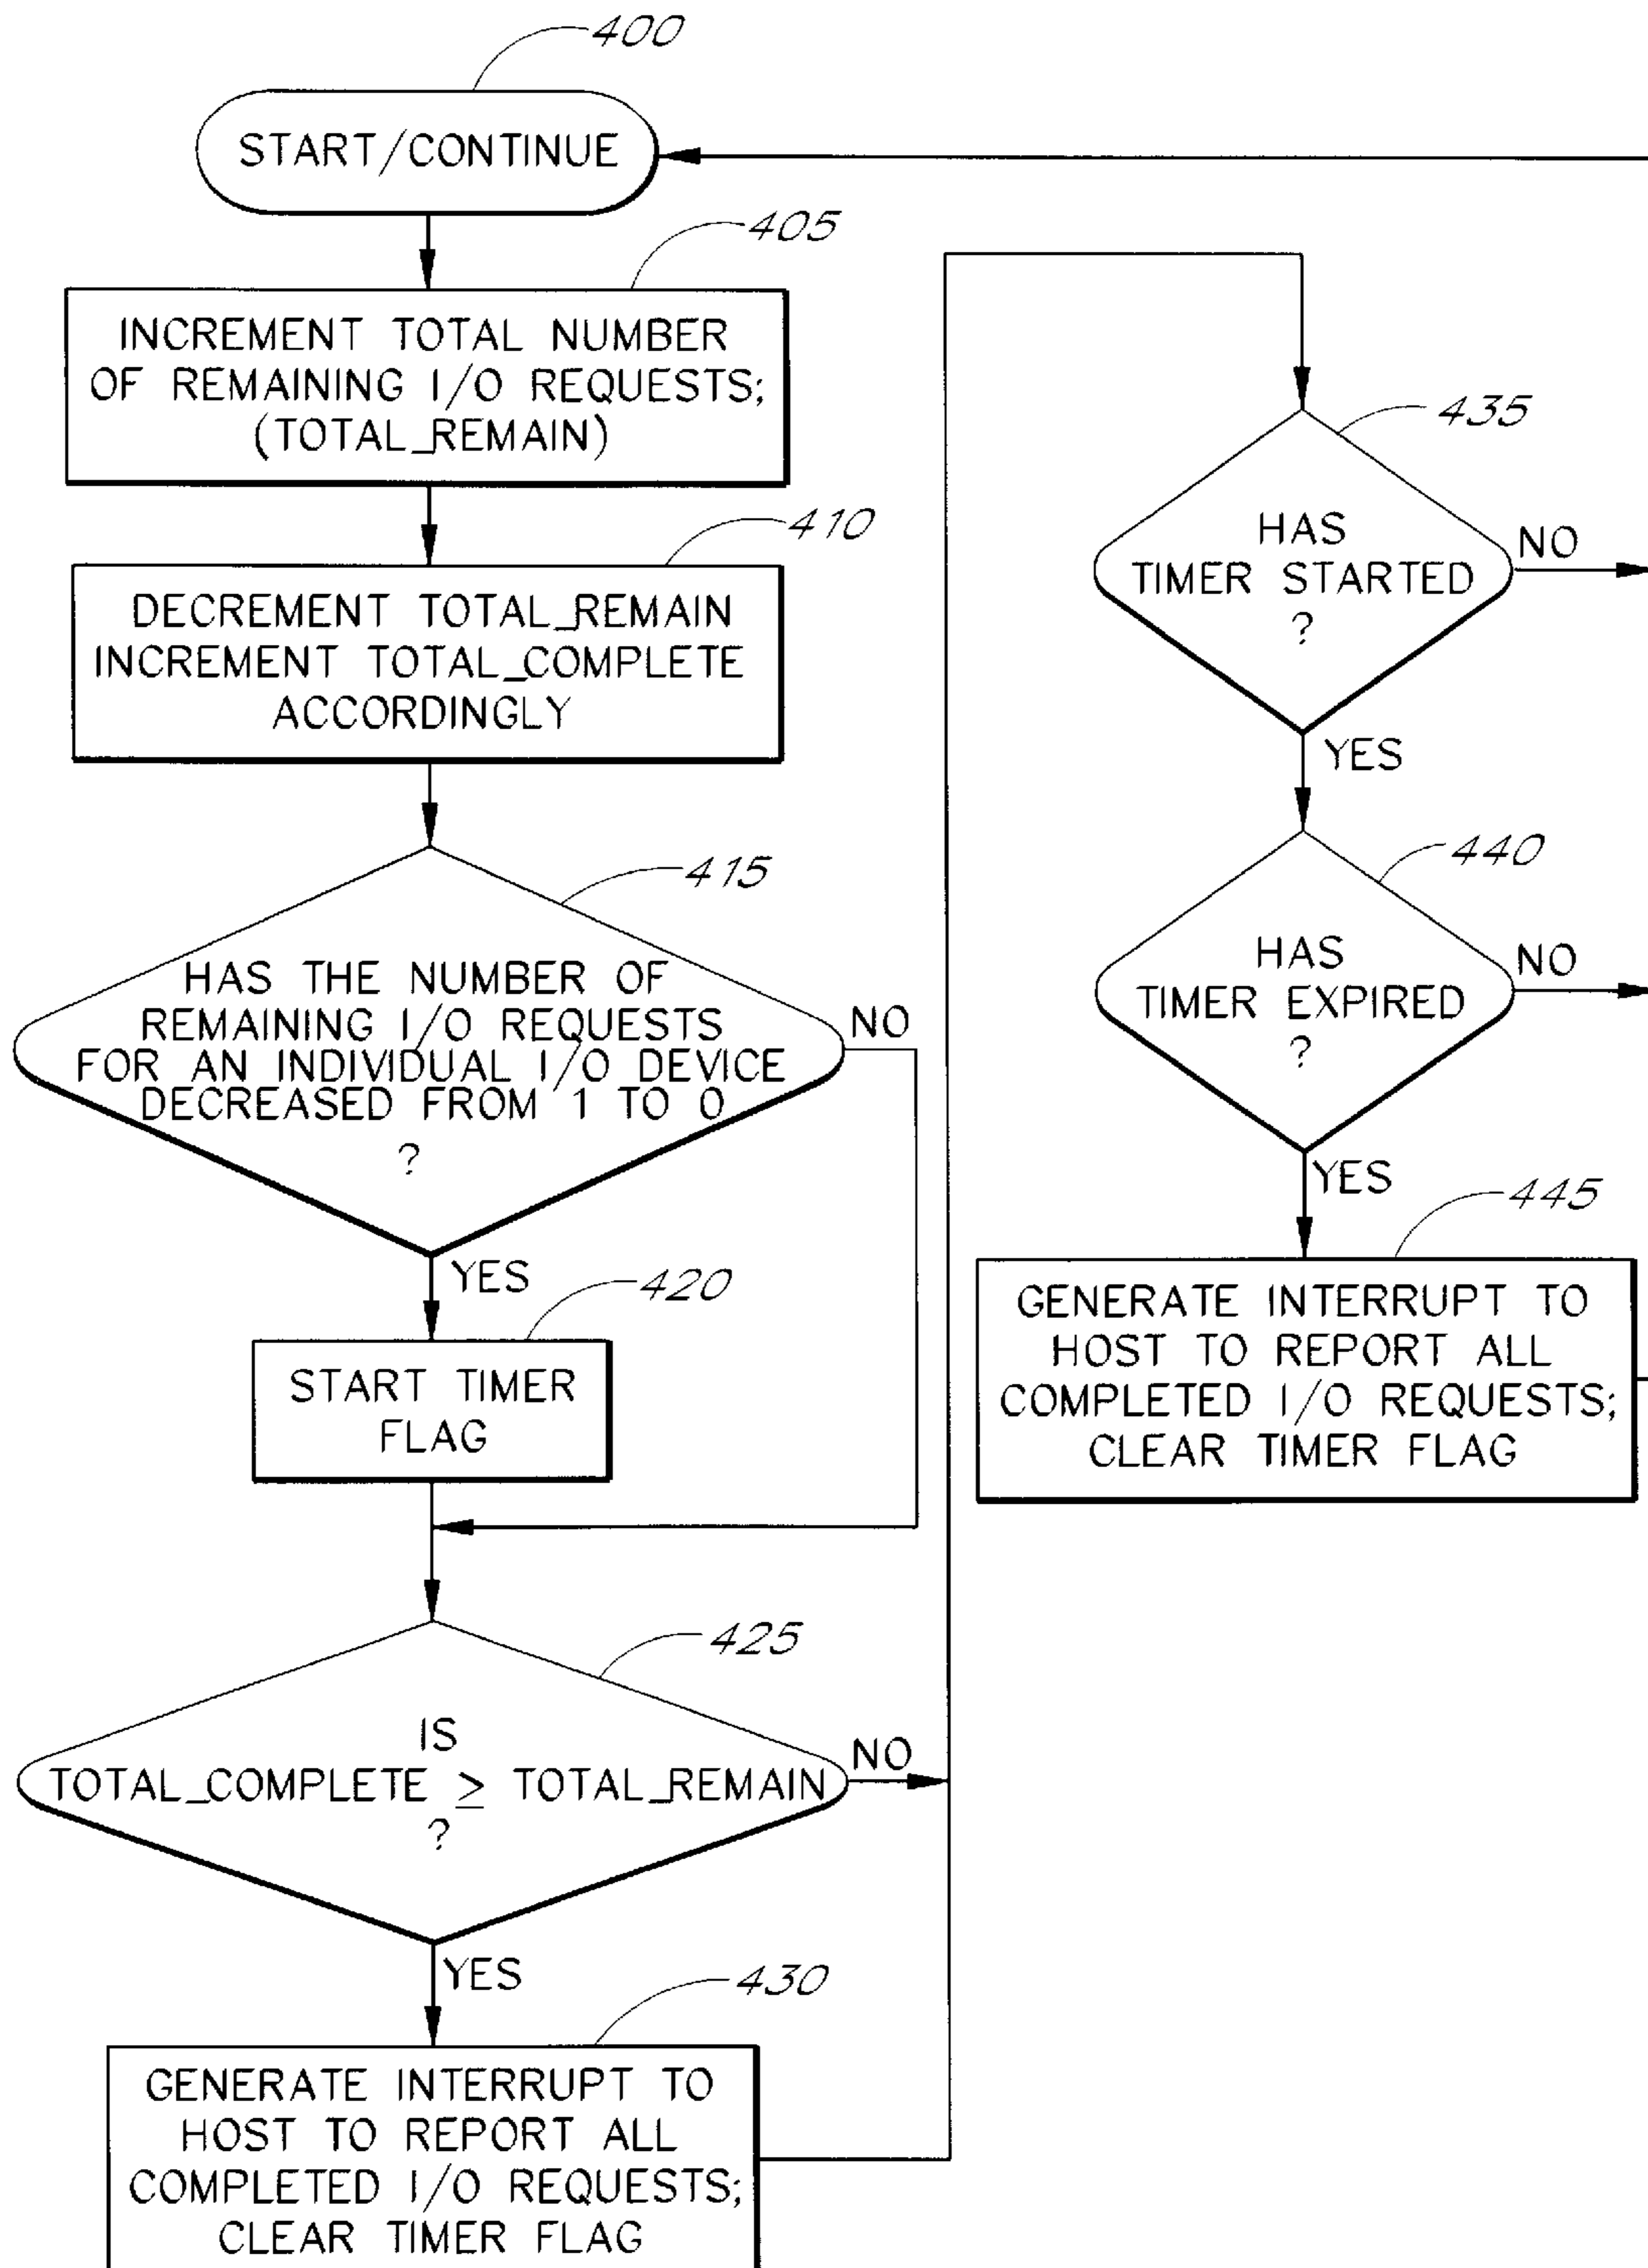 400
START/CONTINUE
405
INCREMENT TOTAL NUMBER
OF REMAINING I/O REQUESTS;
(TOTAL_REMAIN)
410
DECREMENT TOTAL_REMAIN
INCREMENT TOTAL_COMPLETE
ACCORDINGLY
415
HAS THE NUMBER OF
REMAINING I/O REQUESTS
FOR AN INDIVIDUAL I/O DEVICE
DECREASED FROM 1 TO 0
?
NO
YES
420
START TIMER
FLAG
425
IS
TOTAL_COMPLETE ≥ TOTAL_REMAIN
?
NO
YES
430
GENERATE INTERRUPT TO
HOST TO REPORT ALL
COMPLETED I/O REQUESTS;
CLEAR TIMER FLAG
435
HAS
TIMER STARTED
?
NO
YES
440
HAS
TIMER EXPIRED
?
NO
YES
445
GENERATE INTERRUPT TO
HOST TO REPORT ALL
COMPLETED I/O REQUESTS;
CLEAR TIMER FLAG